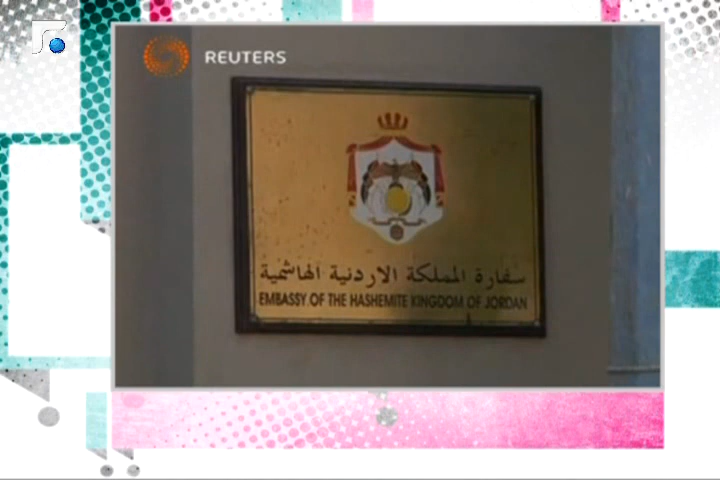 REUTERS
سفارة المملكة الاردنية الهاشمية
EMBASSY OF THE HASHEMITE KINGDOM OF JORDAN